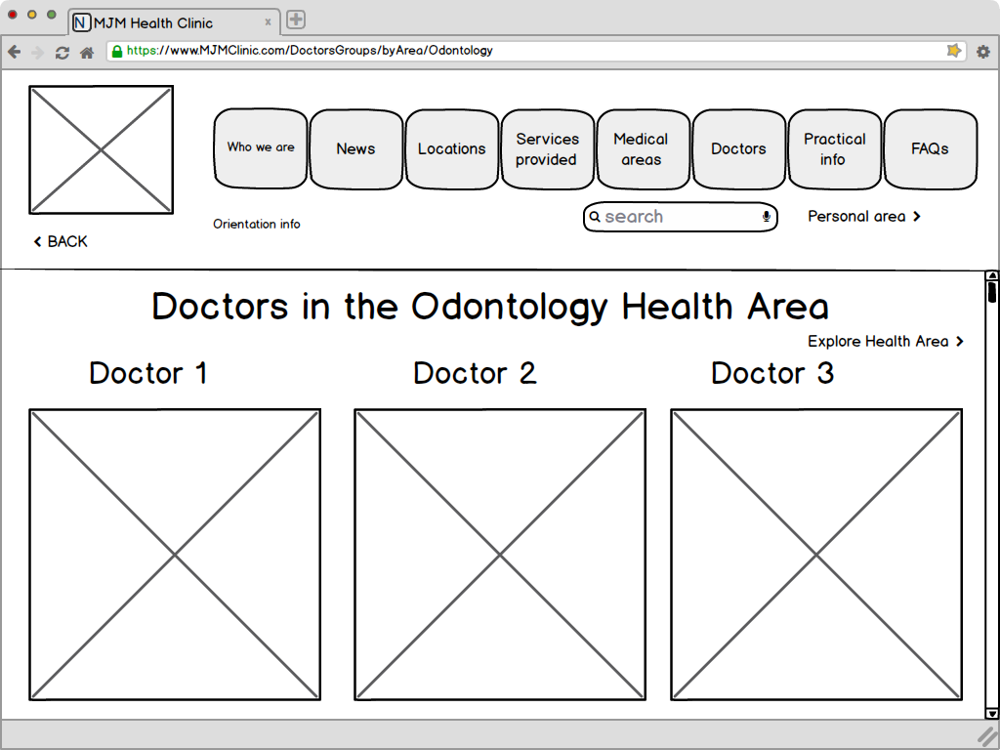 N MJM Health Clinic x
https://www.MJMClinic.com/DoctorsGroups/byArea/Odontology
Who we are
News
Locations
Services
provided
Medical
areas
Doctors
Practical
info
FAQs
search
Personal area
Orientation info
BACK
Doctors in the Odontology Health Area
Explore Health Area
Doctor 1
Doctor 2
Doctor 3